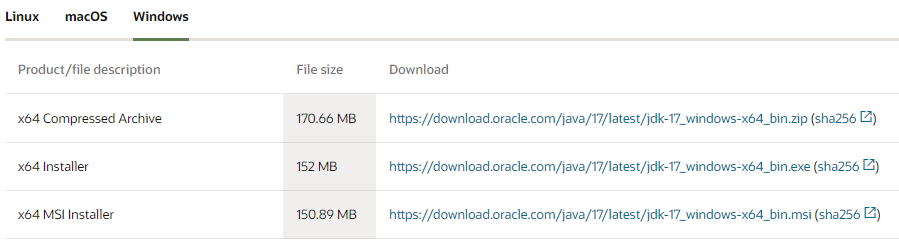 Linux macOS Windows
Product/file description File size Download
x64 Compressed Archive 170.66 MB https://download.oracle.com/java/17/latest/jdk-17_windows-x64_bin.zip (sha256)
x64 Installer 152 MB https://download.oracle.com/java/17/latest/jdk-17_windows-x64_bin.exe (sha256)
x64 MSI Installer 150.89 MB https://download.oracle.com/java/17/latest/jdk-17_windows-x64_bin.msi (sha256)